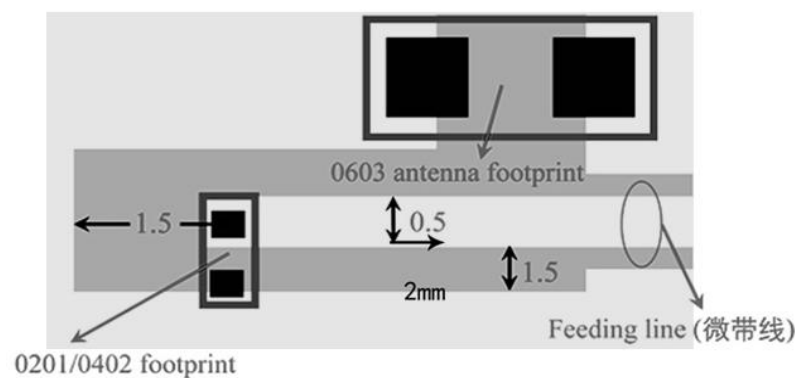 0603 antenna footprint
1.5
0.5
1.5
2mm
Feeding line (微带线)
0201/0402 footprint